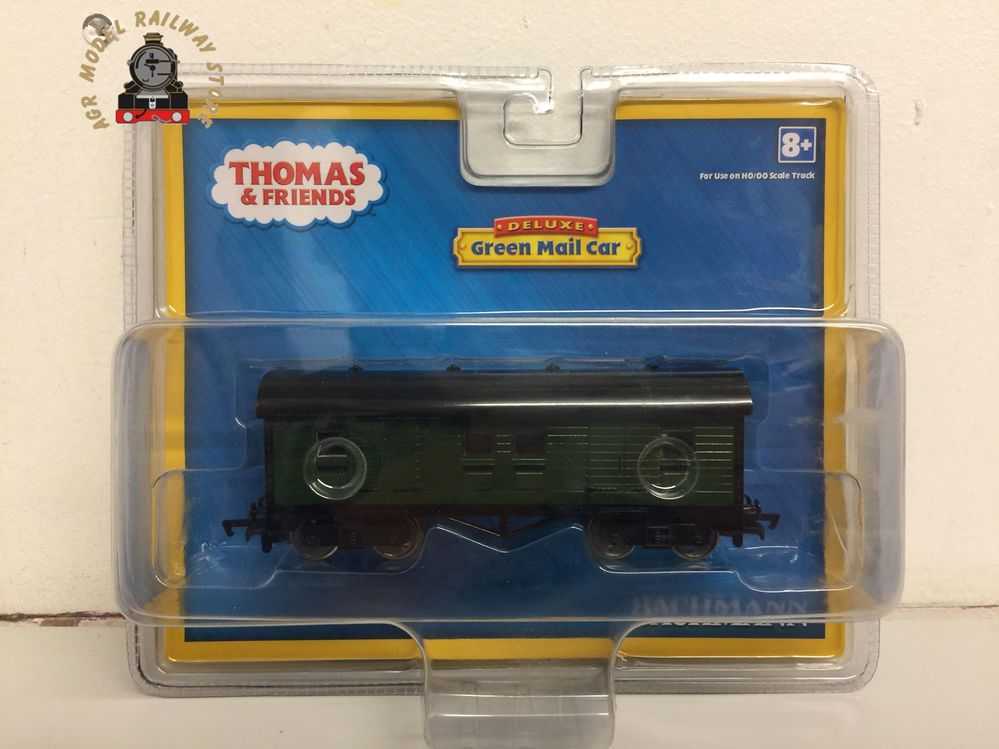 AGR MODEL RAILWAY STORE
THOMAS
& FRIENDS
8+
For Use on HO/OO Scale Track
DELUXE
Green Mail Car
BACHMANN